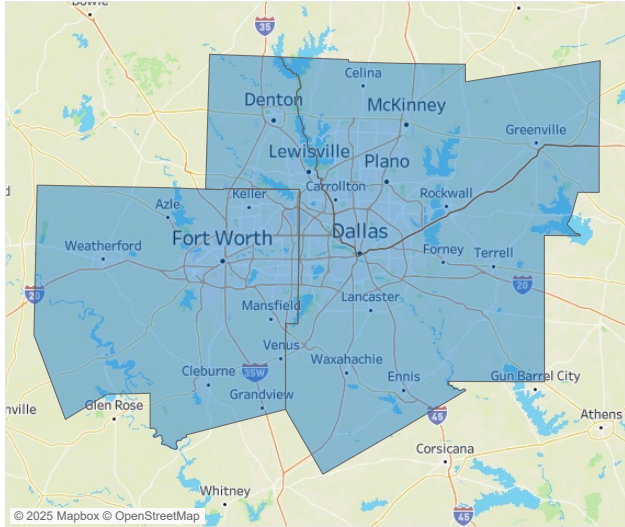 Bowie
35
Celina
Denton
McKinney
Greenville
Lewisville
Plano
Carrollton
Keller
Rockwall
Azle
Fort Worth
Dallas
Weatherford
Forney
Terrell
20
20
Lancaster
Mansfield
Venus
Waxahachie
Cleburne
35W
Ennis
Gun Barrel City
Grandview
nville
Glen Rose
45
Athens
Corsicana
Whitney
45
© 2025 Mapbox © OpenStreetMap